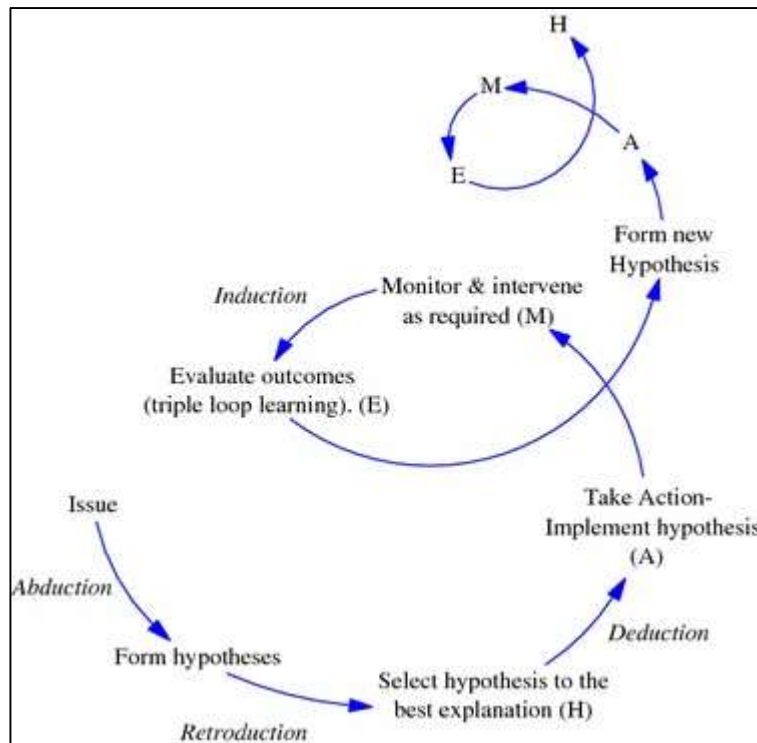 H
M
A
E
Form new
Hypothesis
Induction
Monitor & intervene
as required (M)
Evaluate outcomes
(triple loop learning). (E)
Issue
Take Action-
Implement hypothesis
(A)
Abduction
Form hypotheses
Deduction
Select hypothesis to the
best explanation (H)
Retroduction